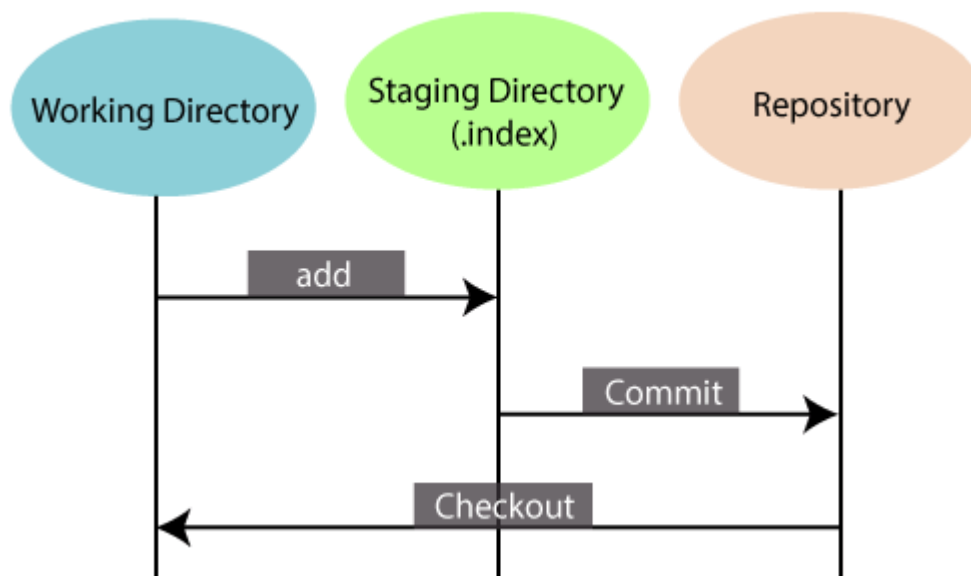 Working Directory
Staging Directory
(.index)
Repository
add
Commit
Checkout